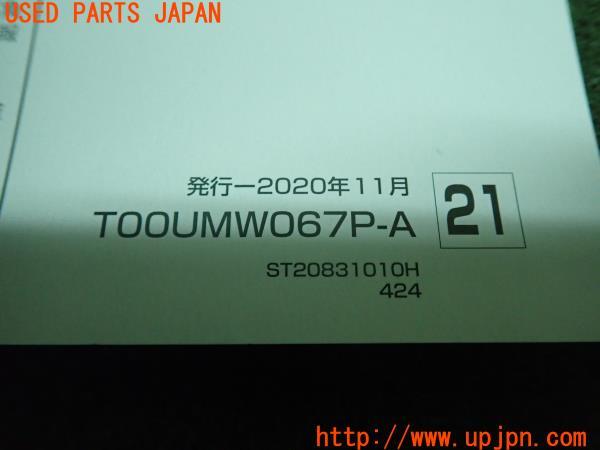 USED PARTS JAPAN
発行ー2020年11月
T00UMW067P-A
21
ST20831010H
424
http://www.upjpn.com